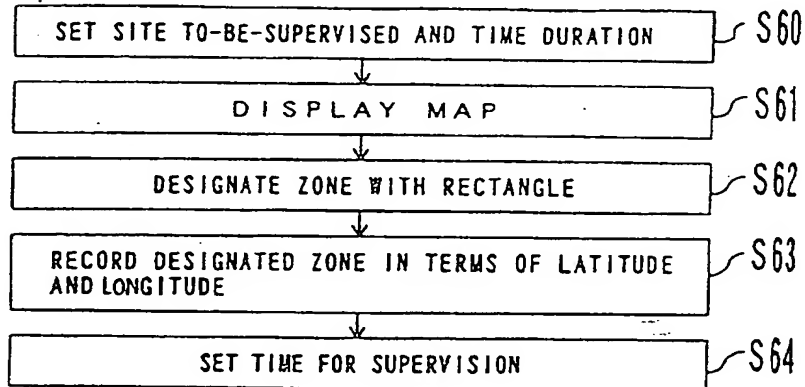 SET SITE TO-BE-SUPERVISED AND TIME DURATION S60
DISPLAY MAP S61
DESIGNATE ZONE WITH RECTANGLE S62
RECORD DESIGNATED ZONE IN TERMS OF LATITUDE S63
AND LONGITUDE
SET TIME FOR SUPERVISION S64